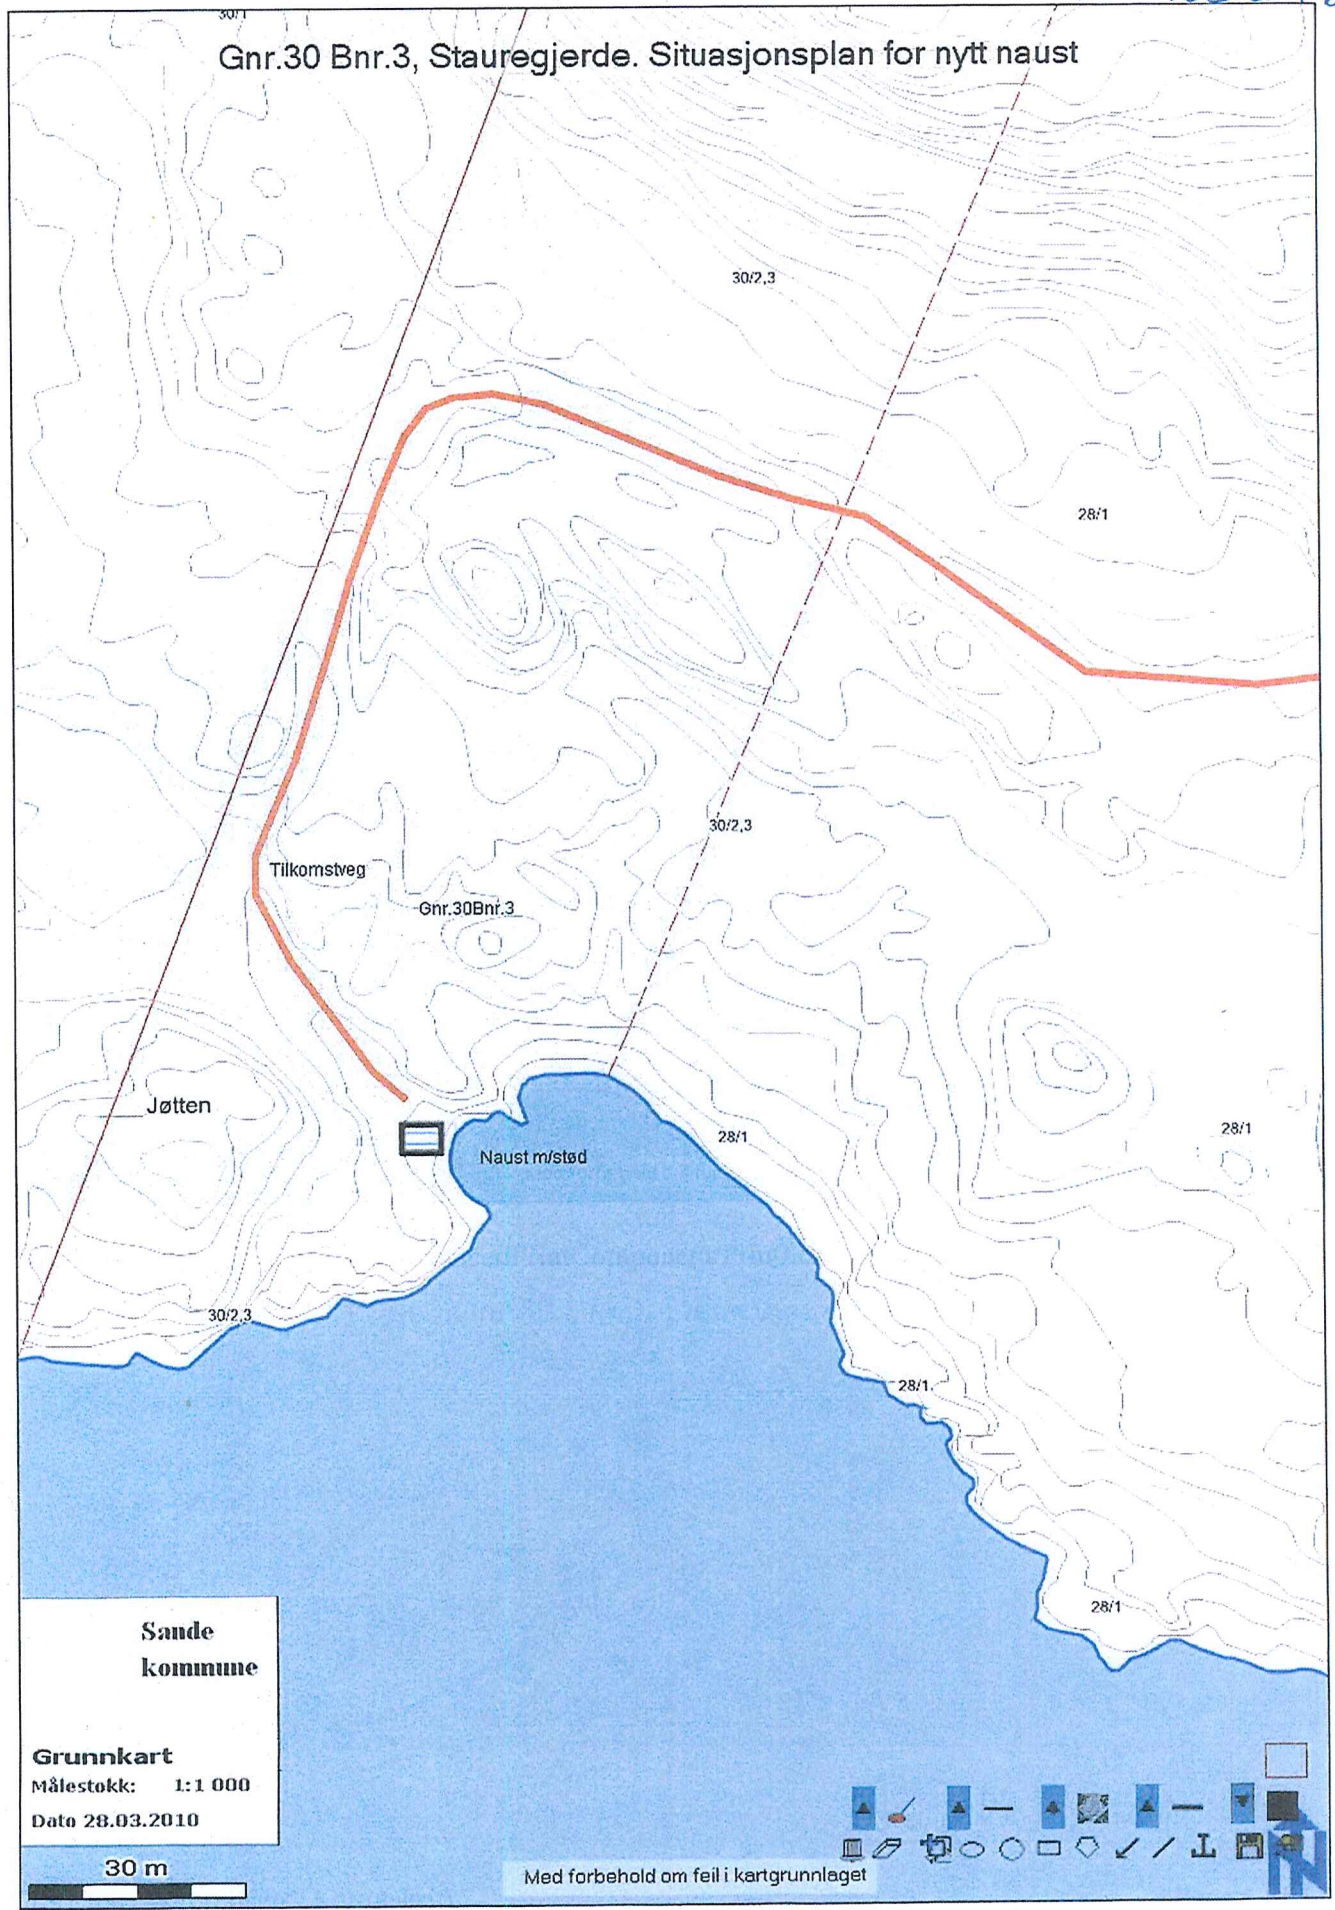 30/1
Gnr.30 Bnr.3, Stauregjerde. Situasjonsplan for nytt naust
30/2,3
28/1
30/2,3
Tilkomstveg
Gnr.30Bnr.3
Jøtten
28/1
28/1
Naust m/stød
30/2,3
28/1
28/1
Sande
kommune
Grunnkart
Målestokk: 1:1 000
Dato 28.03.2010
30 m
Med forbehold om feil i kartgrunnlaget
N